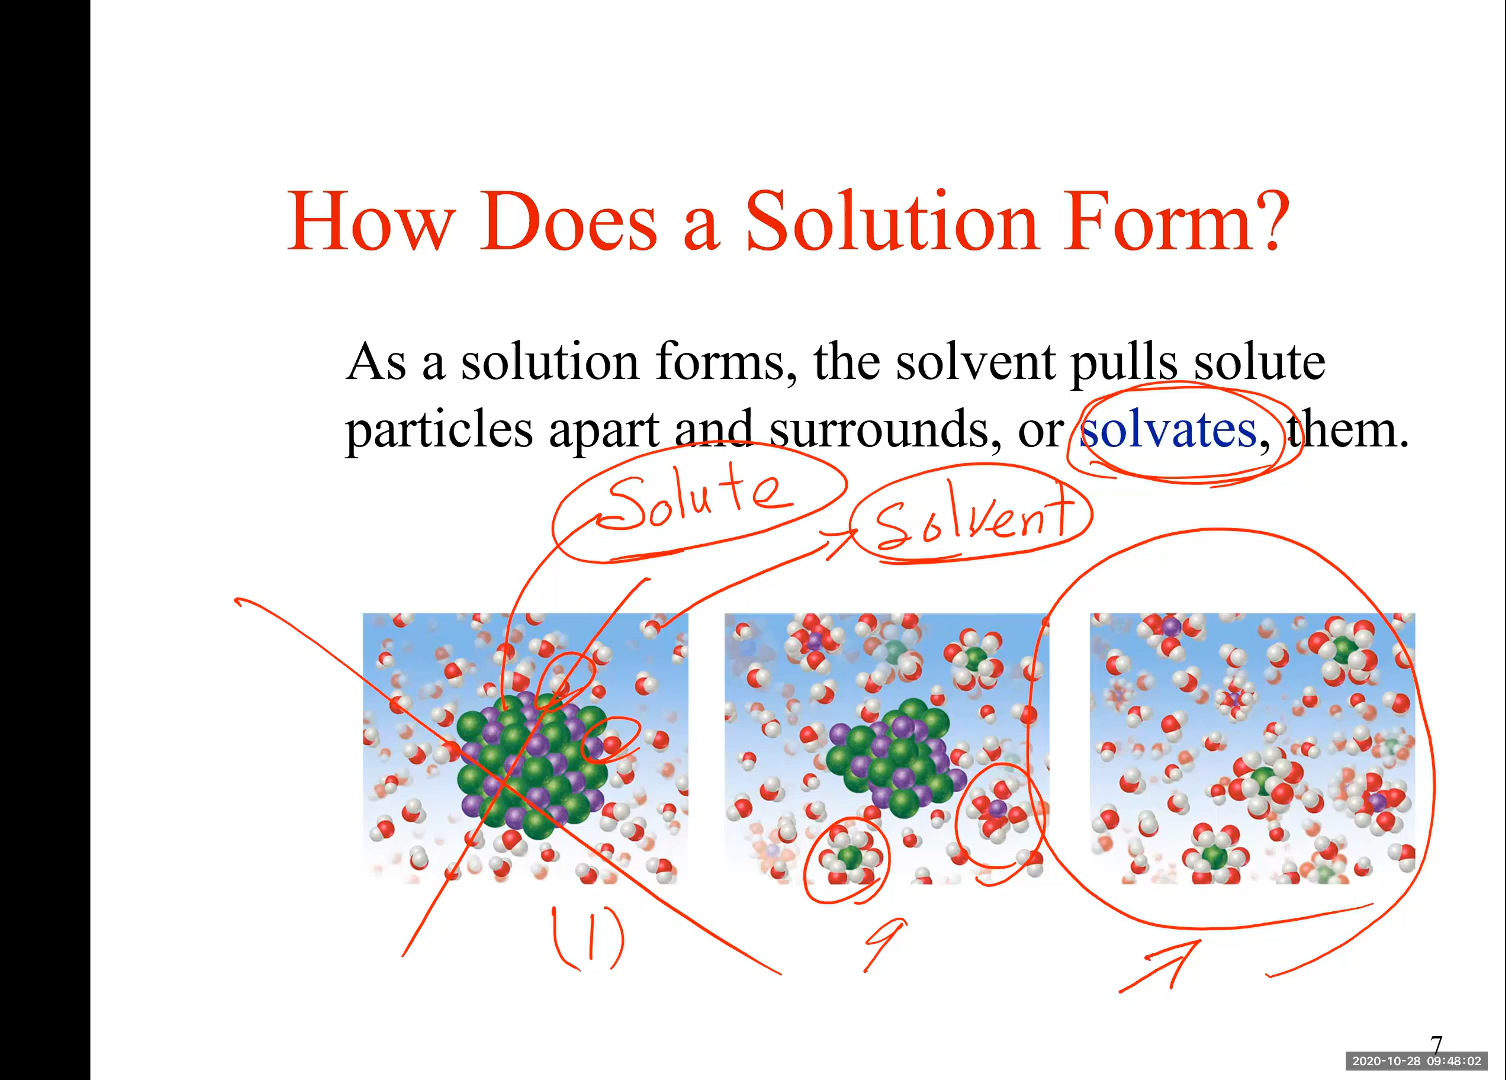 How Does a Solution Form?
As a solution forms, the solvent pulls solute
particles apart and surrounds, or solvates, them.
Solute
Solvent
(1)
9
7
2020-10-28 09:48:02